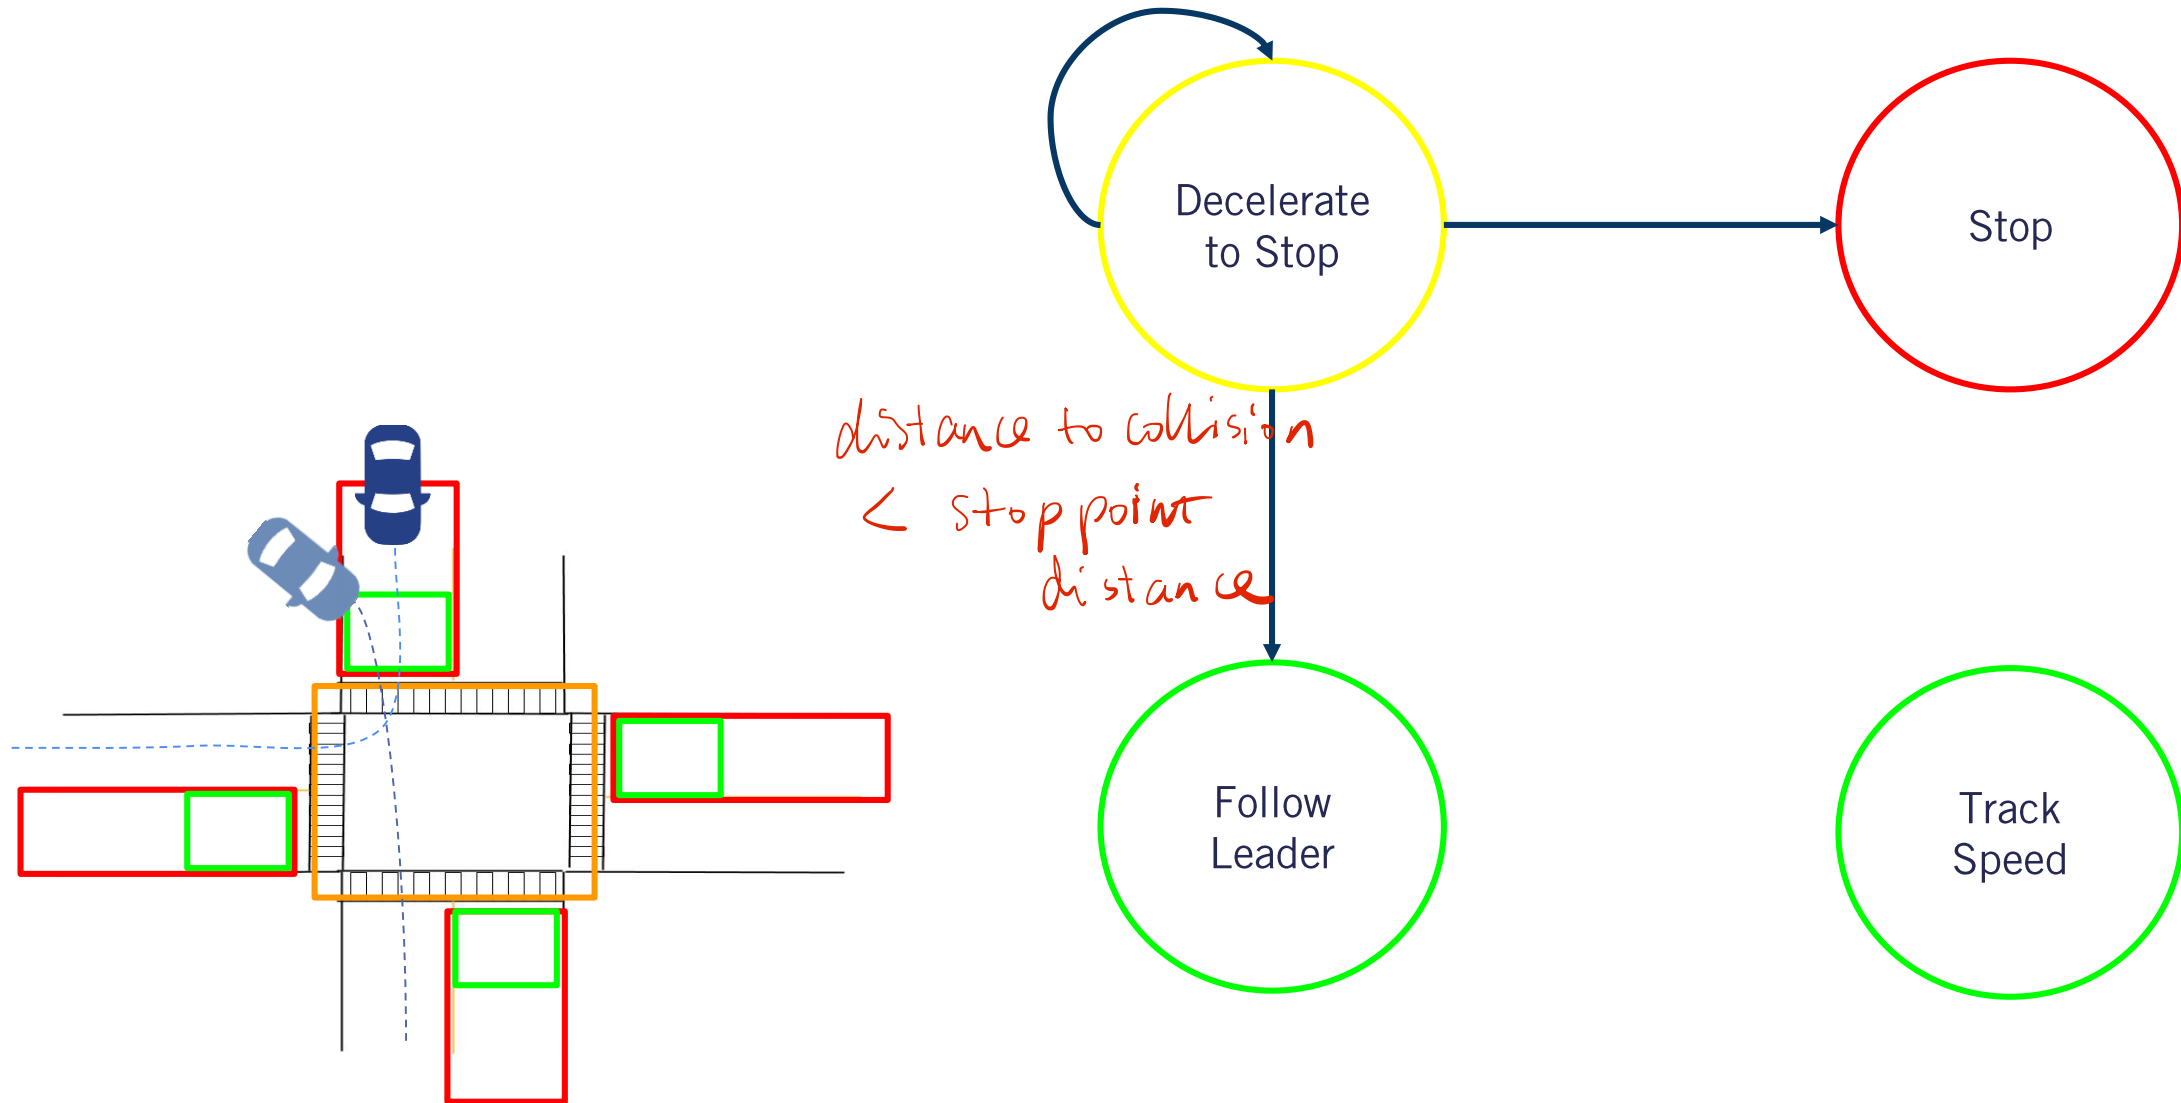 Decelerate
to Stop
Stop
distance to collision
< stop point
distance
Follow
Leader
Track
Speed